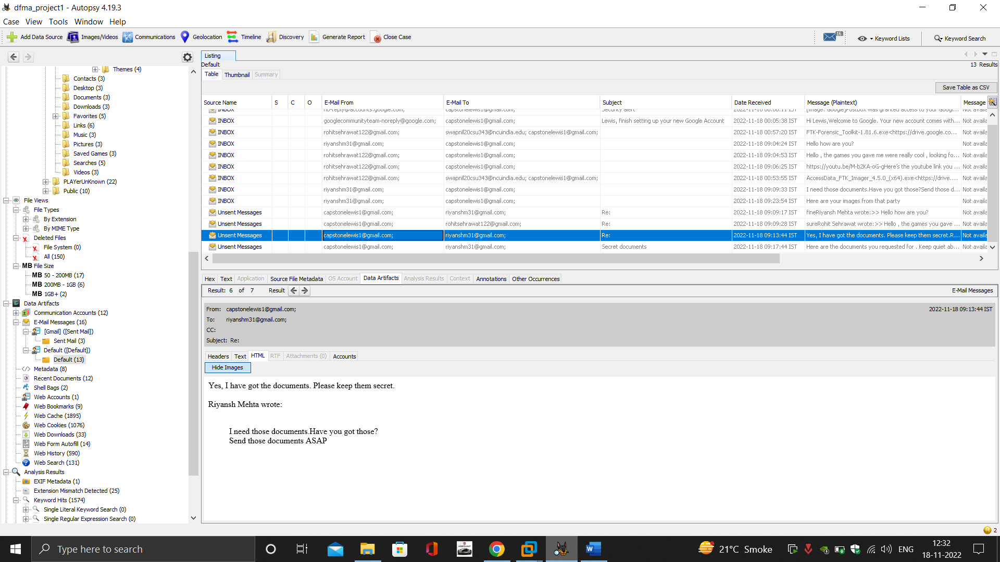 dfma_project1 - Autopsy 4.19.3
Case View Tools Window Help
Add Data Source Images/Videos Communications Geolocation Timeline Discovery Generate Report Close Case 16 Keyword Lists Keyword Search
Themes (4)
Contacts (3)
Desktop (3)
Documents (3)
Downloads (3)
Favorites (5)
Links (6)
Music (3)
Pictures (3)
Saved Games (3)
Searches (5)
Videos (3)
PLAYerUnKnown (22)
Public (10)
File Views
File Types
By Extension
By MIME Type
Deleted Files
File System (0)
All (150)
MB File Size
MB 50 - 200MB (17)
MB 200MB - 1GB (6)
MB 1GB+ (2)
Data Artifacts
Communication Accounts (12)
E-Mail Messages (16)
[Gmail] ([Sent Mail])
Sent Mail (3)
Default ([Default])
Default (13)
Metadata (8)
Recent Documents (12)
Shell Bags (2)
Web Accounts (1)
Web Bookmarks (9)
Web Cache (1895)
Web Cookies (1076)
Web Downloads (33)
Web Form Autofill (14)
Web History (590)
Web Search (131)
Analysis Results
EXIF Metadata (1)
Extension Mismatch Detected (25)
Keyword Hits (1574)
Single Literal Keyword Search (0)
Single Regular Expression Search (0)
Listing
Default
13 Results
Table Thumbnail Summary
Save Table as CSV
Source Name S C O E-Mail From E-Mail To Subject Date Received Message (Plaintext) Message
INBOX no-reply@accounts.google.com; capstonelewis1@gmail.com; Security alert 2022-11-18 00:06:11 IST [image: Google]Postbox was granted access to your Googl... Not availa
INBOX googlecommunityteam-noreply@google.com; capstonelewis1@gmail.com; Lewis, finish setting up your new Google Account 2022-11-18 00:05:38 IST Hi Lewis,Welcome to Google. Your new account comes with... Not availa
INBOX rohitsehrawat122@gmail.com; swapnil20csu343@ncuindia.edu; capstonelewis1@gmail.com; 2022-11-18 00:57:20 IST FTK-Forensic_Toolkit-1.81.6.exe<https://drive.google.co... Not availa
INBOX riyanshm31@gmail.com; capstonelewis1@gmail.com; 2022-11-18 09:04:24 IST Hello how are you? Not availa
INBOX rohitsehrawat122@gmail.com; capstonelewis1@gmail.com; 2022-11-18 09:04:53 IST Hello , the games you gave me were really cool , looking fo... Not availa
INBOX rohitsehrawat122@gmail.com; capstonelewis1@gmail.com; 2022-11-18 09:06:25 IST https://youtu.be/M-b2KA-oG-gHere's the youtube link you ... Not availa
INBOX rohitsehrawat122@gmail.com; swapnil20csu343@ncuindia.edu; capstonelewis1@gmail.com; 2022-11-18 00:53:55 IST AccessData_FTK_Imager_4.5.0_(x64).exe<https://drive.... Not availa
INBOX riyanshm31@gmail.com; capstonelewis1@gmail.com; 2022-11-18 09:09:33 IST I need those documents.Have you got those?Send those d... Not availa
INBOX riyanshm31@gmail.com; capstonelewis1@gmail.com; 2022-11-18 09:23:54 IST Here are your images from that party Not availa
Unsent Messages capstonelewis1@gmail.com; riyanshm31@gmail.com; Re: 2022-11-18 09:09:17 IST fineRiyansh Mehta wrote:>> Hello how are you? Not availa
Unsent Messages capstonelewis1@gmail.com; rohitsehrawat122@gmail.com; Re: 2022-11-18 09:09:28 IST sureRohit Sehrawat wrote:>> Hello , the games you gave ... Not availa
Unsent Messages capstonelewis1@gmail.com; riyanshm31@gmail.com; Re: 2022-11-18 09:13:44 IST Yes, I have got the documents. Please keep them secret.R... Not availa
Unsent Messages capstonelewis1@gmail.com; riyanshm31@gmail.com; Secret documents 2022-11-18 09:17:44 IST Here are the documents you requested for . Keep quiet ab... Not availa
Hex Text Application Source File Metadata OS Account Data Artifacts Analysis Results Context Annotations Other Occurrences
Result: 6 of 7 Result E-Mail Messages
From: capstonelewis1@gmail.com; 2022-11-18 09:13:44 IST
To: riyanshm31@gmail.com;
CC:
Subject: Re:
Headers Text HTML RTF Attachments (0) Accounts
Hide Images
Yes, I have got the documents. Please keep them secret.
Riyansh Mehta wrote:
I need those documents.Have you got those?
Send those documents ASAP
2
Type here to search
21°C Smoke ENG
12:32
18-11-2022